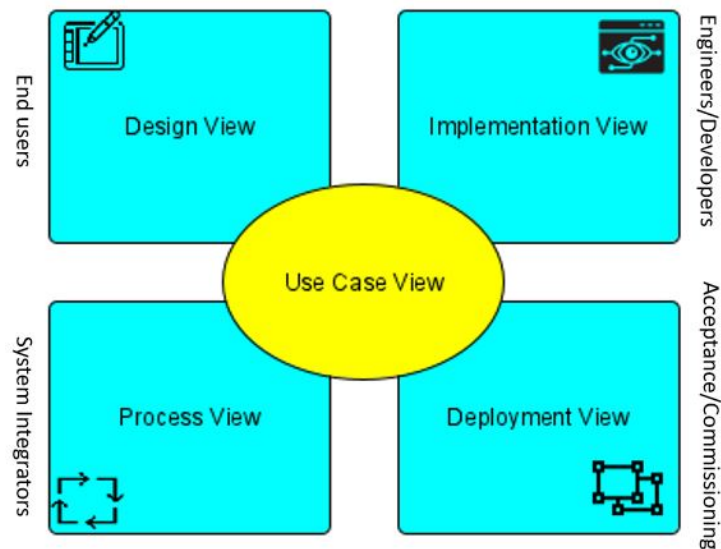 End users
Design View
Implementation View
Engineers/Developers
Use Case View
System Integrators
Process View
Deployment View
Acceptance/Commissioning